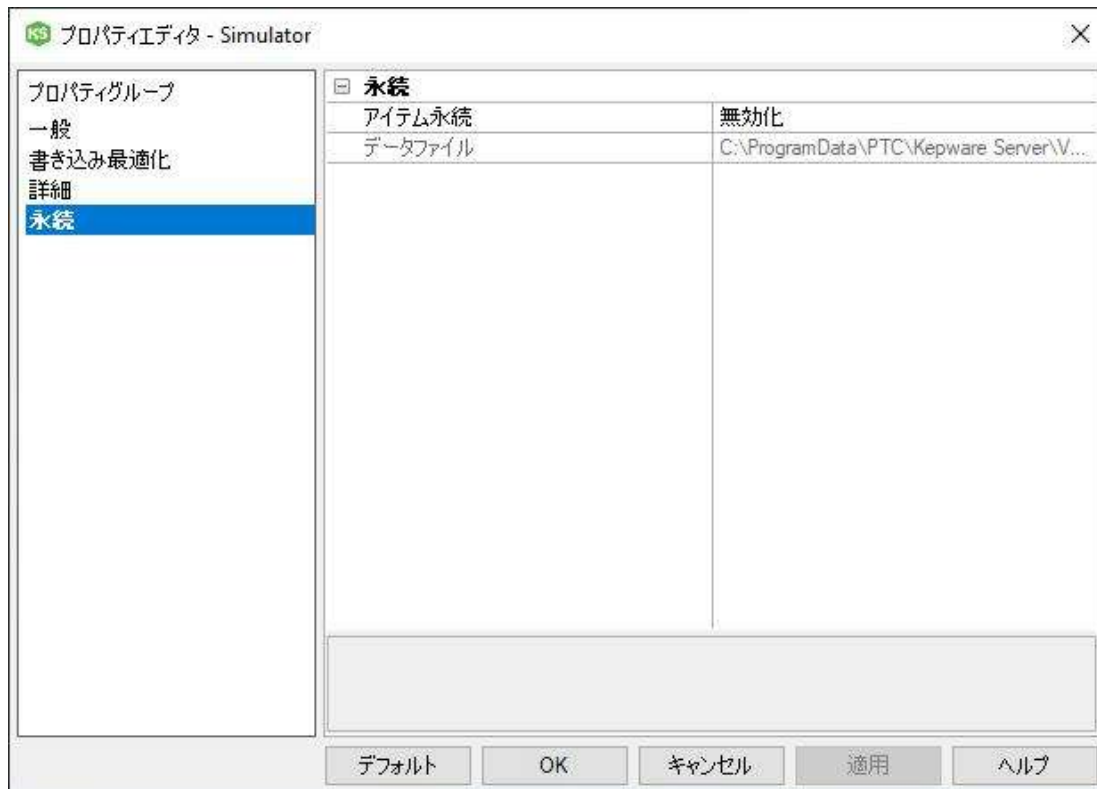 KS プロパティエディタ - Simulator
プロパティグループ
一般
書き込み最適化
詳細
永続
永続
アイテム永続 無効化
データファイル C:\ProgramData\PTC\Kepware Server\V...
デフォルト OK キャンセル 適用 ヘルプ